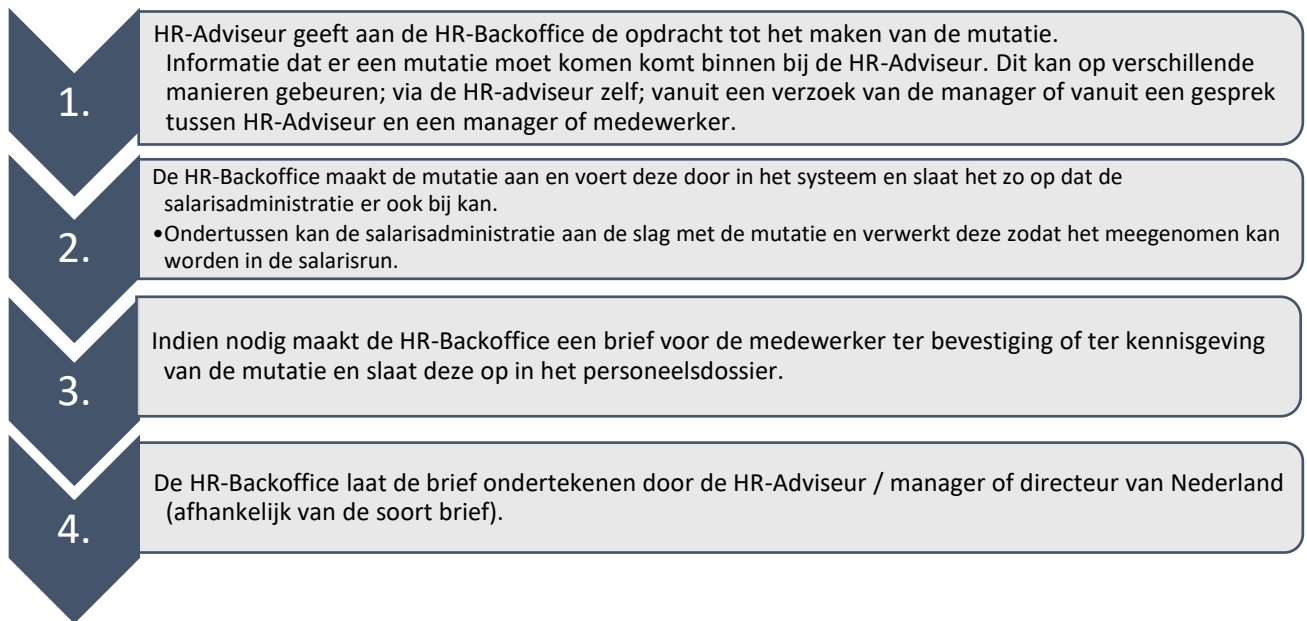 1.
HR-Adviseur geeft aan de HR-Backoffice de opdracht tot het maken van de mutatie.
Informatie dat er een mutatie moet komen komt binnen bij de HR-Adviseur. Dit kan op verschillende
manieren gebeuren; via de HR-adviseur zelf; vanuit een verzoek van de manager of vanuit een gesprek
tussen HR-Adviseur en een manager of medewerker.
2.
De HR-Backoffice maakt de mutatie aan en voert deze door in het systeem en slaat het zo op dat de
salarisadministratie er ook bij kan.
•Ondertussen kan de salarisadministratie aan de slag met de mutatie en verwerkt deze zodat het meegenomen kan
worden in de salarisrun.
3.
Indien nodig maakt de HR-Backoffice een brief voor de medewerker ter bevestiging of ter kennisgeving
van de mutatie en slaat deze op in het personeelsdossier.
4.
De HR-Backoffice laat de brief ondertekenen door de HR-Adviseur / manager of directeur van Nederland
(afhankelijk van de soort brief).